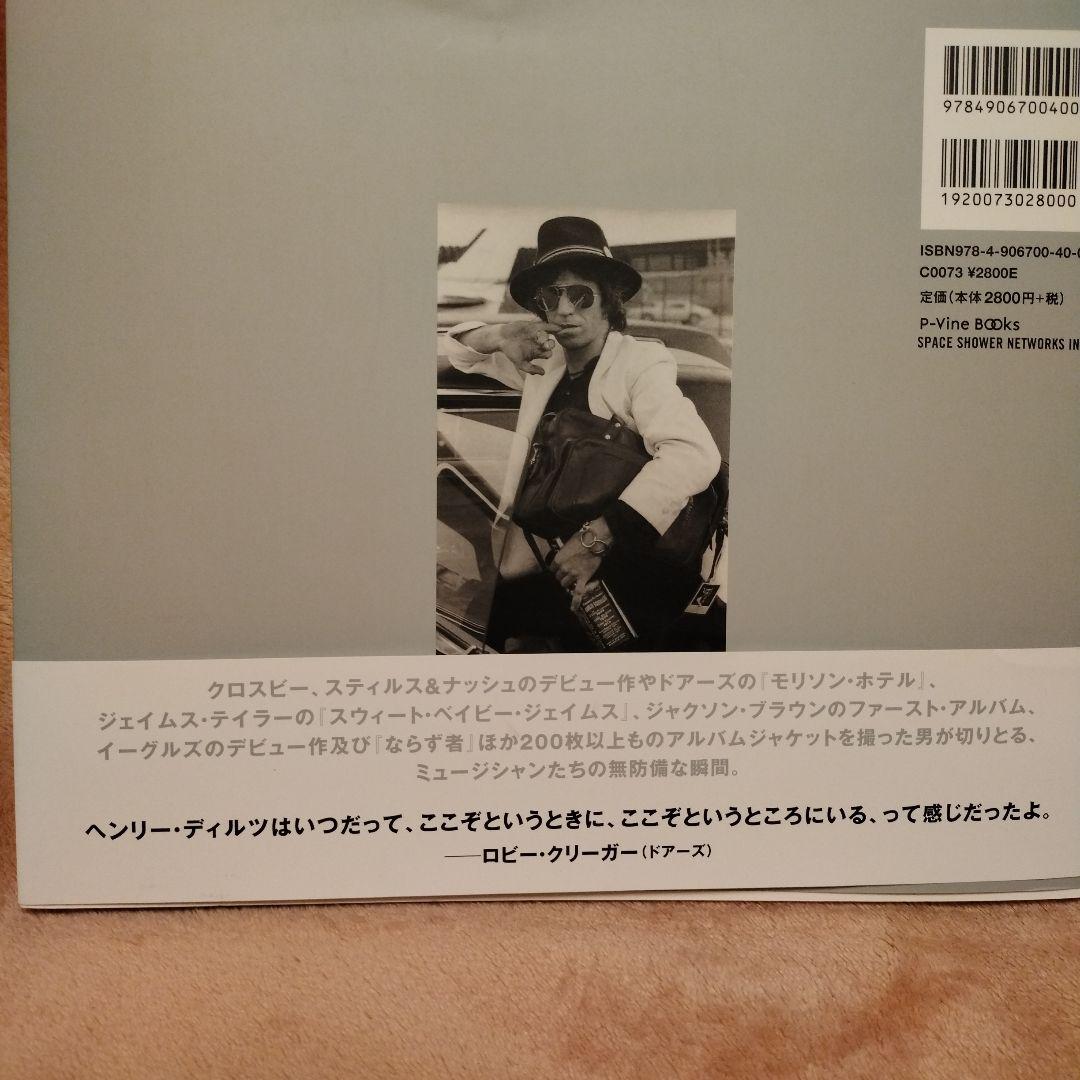 9784906700400
1920073028000
ISBN978-4-906700-40-
C0073 ¥2800E
定価(本体2800円+税)
P-Vine BOOks
SPACE SHOWER NETWORKS IN
クロスビー、スティルス&ナッシュのデビュー作やドアーズの『モリソン・ホテル』、
ジェイムス・テイラーの『スウィート・ベイビー・ジェイムス』、ジャクソン・ブラウンのファースト・アルバム、
イーグルズのデビュー作及び『ならず者』ほか200枚以上ものアルバムジャケットを撮った男が切りとる、
ミュージシャンたちの無防備な瞬間。
ヘンリー・ディルツはいつだって、ここぞというときに、ここぞというところにいる、って感じだったよ。
──ロビー・クリーガー(ドアーズ)